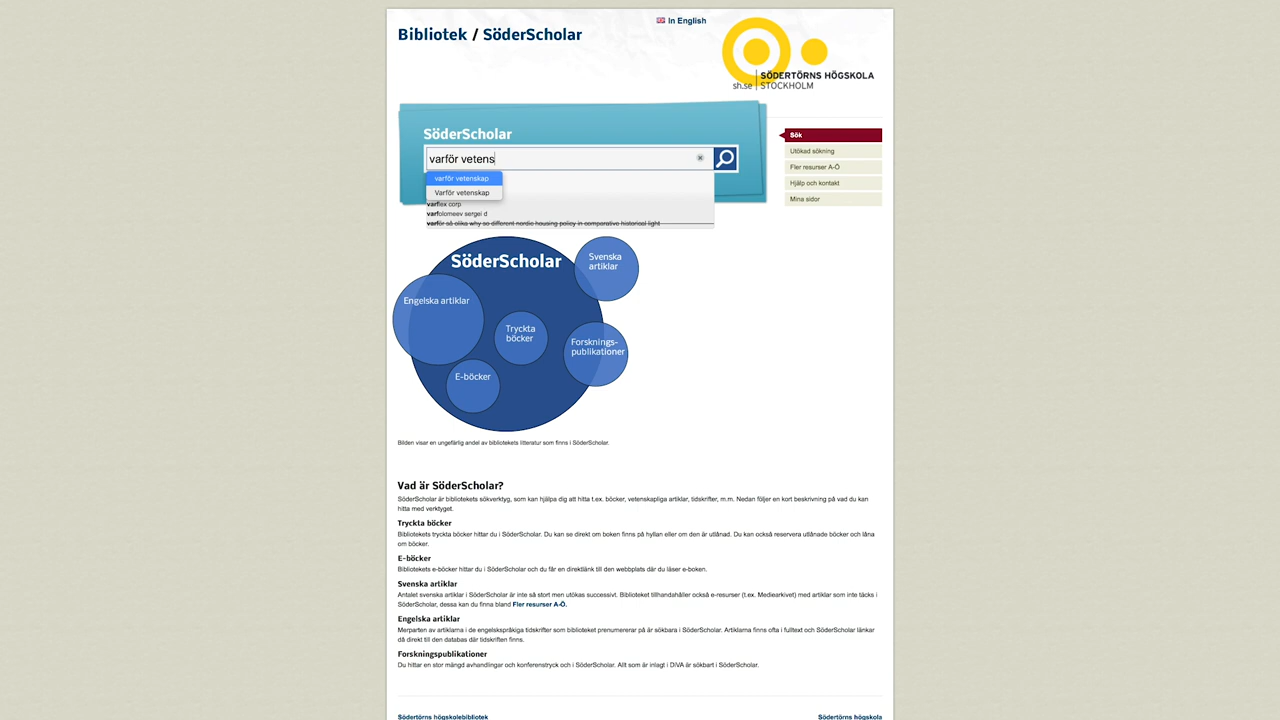 In English
Bibliotek / SöderScholar
SÖDERTÖRNS HÖGSKOLA
sh.se | STOCKHOLM
SöderScholar
varför vetens
varför vetenskap
Varför vetenskap
varflex corp
varfolomeev sergei d
varför så olika why so different nordic housing policy in comparative historical light
Sök
Utökad sökning
Fler resurser A-Ö
Hjälp och kontakt
Mina sidor
SöderScholar
Svenska
artiklar
Engelska artiklar
Tryckta
böcker
Forsknings-
publikationer
E-böcker
Bilden visar en ungefärlig andel av bibliotekets litteratur som finns i SöderScholar.
Vad är SöderScholar?
SöderScholar är bibliotekets sökverktyg, som kan hjälpa dig att hitta t.ex. böcker, vetenskapliga artiklar, tidskrifter, m.m. Nedan följer en kort beskrivning på vad du kan
hitta med verktyget.
Tryckta böcker
Bibliotekets tryckta böcker hittar du i SöderScholar. Du kan se direkt om boken finns på hyllan eller om den är utlånad. Du kan också reservera utlånade böcker och låna
om böcker.
E-böcker
Bibliotekets e-böcker hittar du i SöderScholar och du får en direktlänk till den webbplats där du läser e-boken.
Svenska artiklar
Antalet svenska artiklar i SöderScholar är inte så stort men utökas successivt. Biblioteket tillhandahåller också e-resurser (t.ex. Mediearkivet) med artiklar som inte täcks i
SöderScholar, dessa kan du finna bland Fler resurser A-Ö.
Engelska artiklar
Merparten av artiklarna i de engelskspråkiga tidskrifter som biblioteket prenumererar på är sökbara i SöderScholar. Artiklarna finns ofta i fulltext och SöderScholar länkar
då direkt till den databas där tidskriften finns.
Forskningspublikationer
Du hittar en stor mängd avhandlingar och konferenstryck och i SöderScholar. Allt som är inlagt i DiVA är sökbart i SöderScholar.
Södertörns högskolebibliotek
Södertörns högskola